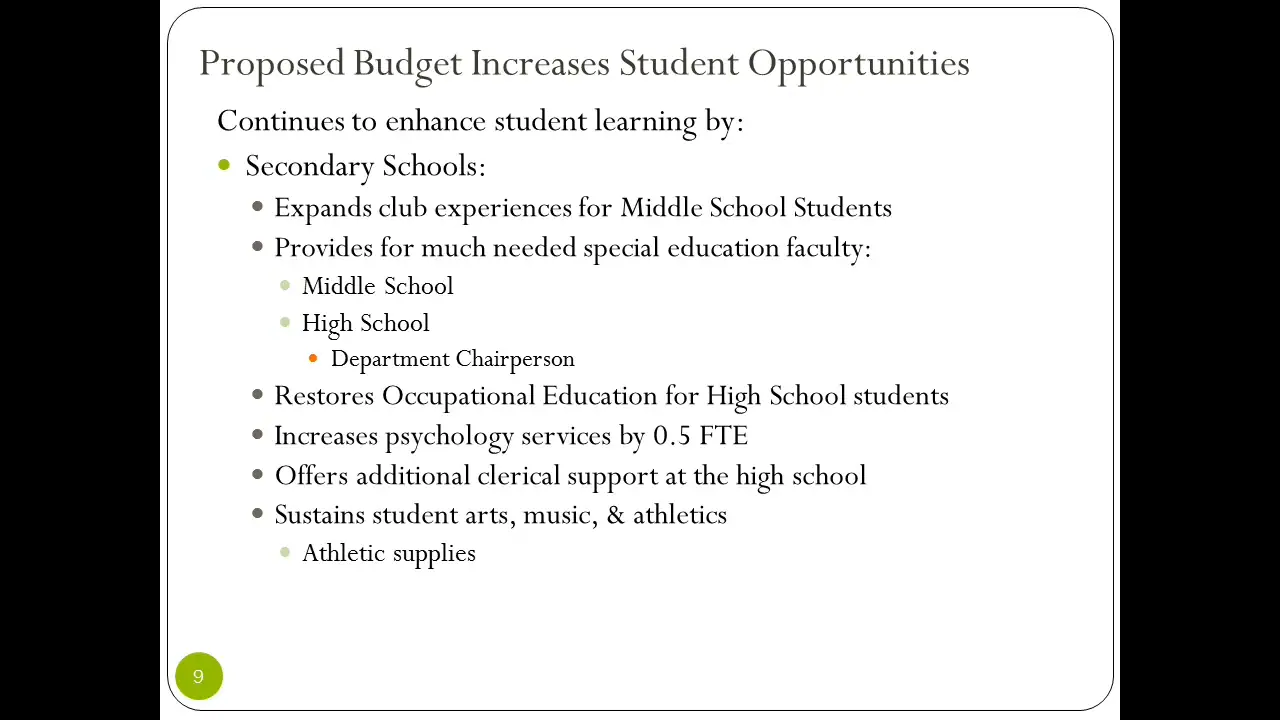 Proposed Budget Increases Student Opportunities
Continues to enhance student learning by:
Secondary Schools:
Expands club experiences for Middle School Students
Provides for much needed special education faculty:
Middle School
High School
Department Chairperson
Restores Occupational Education for High School students
Increases psychology services by 0.5 FTE
Offers additional clerical support at the high school
Sustains student arts, music, & athletics
Athletic supplies
9